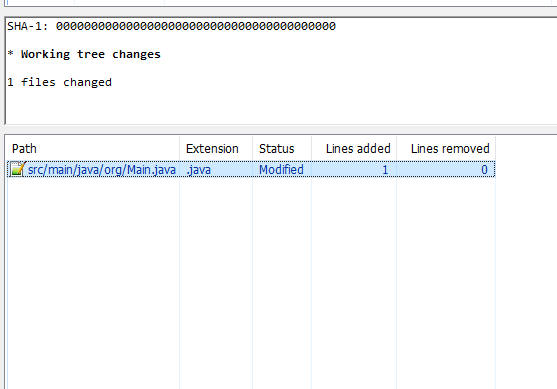 SHA-1: 0000000000000000000000000000000000000000
* Working tree changes
1 files changed
Path Extension Status Lines added Lines removed
src/main/java/org/Main.java .java Modified 1 0